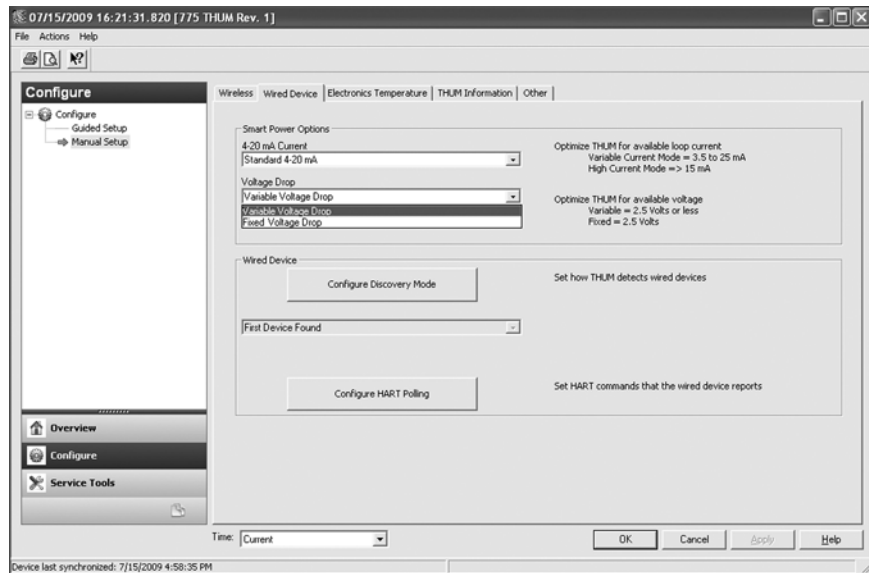 07/15/2009 16:21:31.820 [775 THUM Rev. 1]
File Actions Help
Configure
Configure
Guided Setup
Manual Setup
Wireless Wired Device Electronics Temperature THUM Information Other
Smart Power Options
4-20 mA Current
Standard 4-20 mA
Optimize THUM for available loop current
Variable Current Mode = 3.5 to 25 mA
High Current Mode => 15 mA
Voltage Drop
Variable Voltage Drop
Variable Voltage Drop
Fixed Voltage Drop
Optimize THUM for available voltage
Variable = 2.5 Volts or less
Fixed = 2.5 Volts
Wired Device
Configure Discovery Mode
Set how THUM detects wired devices
First Device Found
Configure HART Polling
Set HART commands that the wired device reports
Overview
Configure
Service Tools
Time: Current
OK Cancel Apply Help
Device last synchronized: 7/15/2009 4:58:35 PM